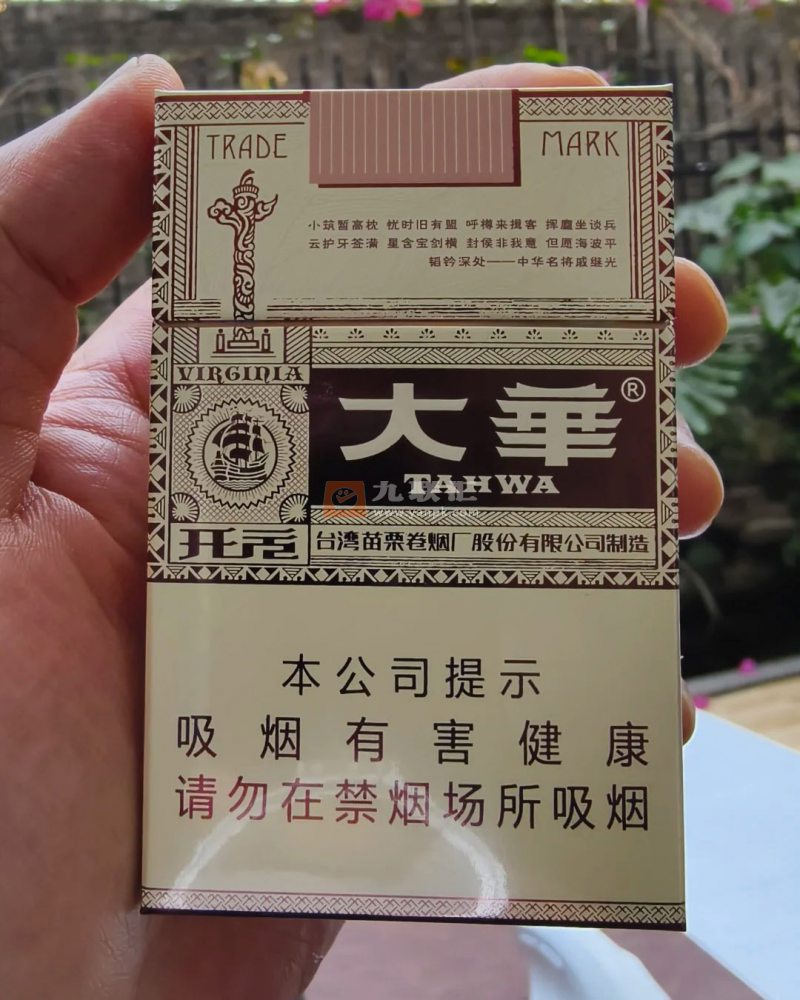 TRADE MARK
小筑暂高枕 忧时旧有盟 呼樽来揖客 挥麈坐谈兵
云护牙签满 星含宝剑横 封侯非我意 但愿海波平
韬钤深处——中华名将戚继光
VIRGINIA
大華®
TAHWA
台湾苗栗卷烟厂股份有限公司制造
本公司提示
吸烟有害健康
请勿在禁烟场所吸烟